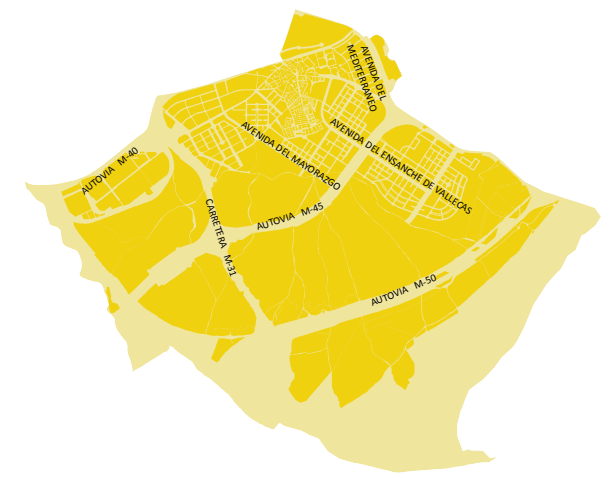 AVENIDA DEL
MEDITERRANEO
AVENIDA DEL ENSANCHE DE VALLECAS
AVENIDA DEL MAYORAZGO
AUTOVIA M-40
AUTOVIA M-45
CARRETERA M-31
AUTOVIA M-50